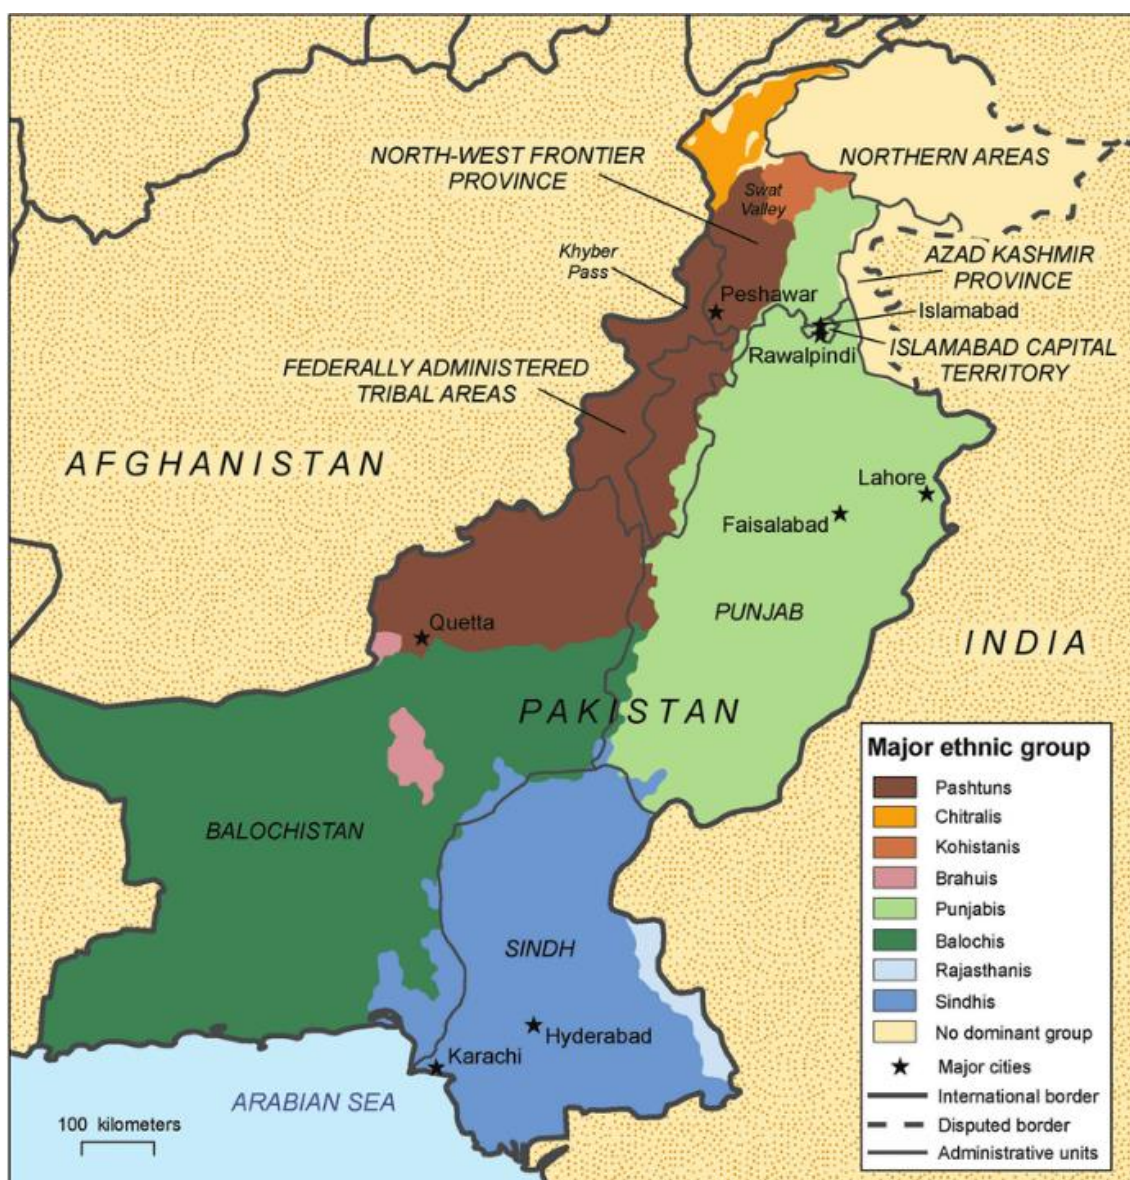 NORTH-WEST FRONTIER
PROVINCE
NORTHERN AREAS
Swat
Valley
Khyber
Pass
AZAD KASHMIR
PROVINCE
Peshawar
Islamabad
Rawalpindi
ISLAMABAD CAPITAL
TERRITORY
FEDERALLY ADMINISTERED
TRIBAL AREAS
AFGHANISTAN
Lahore
Faisalabad
PUNJAB
Quetta
INDIA
PAKISTAN
BALOCHISTAN
SINDH
Hyderabad
Karachi
ARABIAN SEA
100 kilometers
Major ethnic group
Pashtuns
Chitralis
Kohistanis
Brahuis
Punjabis
Balochis
Rajasthanis
Sindhis
No dominant group
Major cities
International border
Disputed border
Administrative units